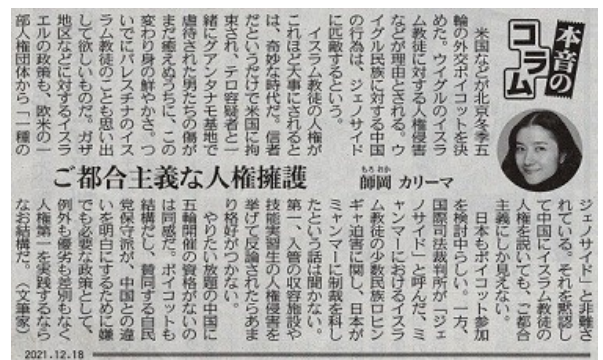 本音の
コラム
ご都合主義な人権擁護
師岡 カリーマ
もろ おか
米国などが北京冬季五
輪の外交ボイコットを決
めた。ウイグルのイスラ
ム教徒に対する人権侵害
などが理由とされる。ウ
イグル民族に対する中国
の行為は、ジェノサイド
に匹敵するという。
イスラム教徒の人権が
これほど大事にされると
は、奇妙な時代だ。信者
だというだけで米国に拘
束され、テロ容疑者と一
緒にグアンタナモ基地で
虐待された男たちの傷が
まだ癒えぬうちに、この
変わり身の鮮やかさ。つ
いでにパレスチナのイス
ラム教徒のことも思い出
して欲しいものだ。ガザ
地区などに対するイスラ
エルの政策も、欧米の一
部人権団体から「一種の
ジェノサイド」と非難さ
れている。それを黙認し
て中国にイスラム教徒の
人権を説いても、ご都合
主義にしか見えない。
日本もボイコット参加
を検討中らしい。一方、
国際司法裁判所が「ジェ
ノサイド」と呼んだ、ミ
ャンマーにおけるイスラ
ム教徒の少数民族ロヒン
ギャ迫害に関し、日本が
ミャンマーに制裁を科し
たという話は聞かない。
第一、入管の収容施設や
技能実習生の人権侵害を
挙げて反論されたらあま
り格好がつかない。
やりたい放題の中国に
五輪開催の資格がないの
は同感だ。ボイコットも
結構だし、賛同する自民
党保守派が、中国との違
いを明白にするために嫌
でも必要な政策として、
例外も優劣も差別もなく
人権第一を実践するなら
なお結構だ。（文筆家）
2021.12.18